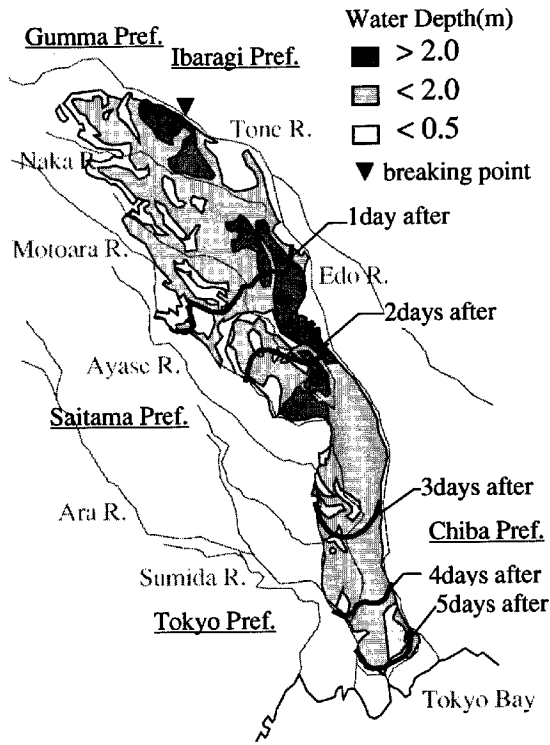 Water Depth(m)
> 2.0
< 2.0
< 0.5
breaking point
Gumma Pref.
Ibaragi Pref.
Tone R.
Naka R
1day after
Motoara R.
Edo R.
2days after
Ayase R.
Saitama Pref.
3days after
Ara R.
Chiba Pref.
Sumida R.
4days after
Tokyo Pref.
5days after
Tokyo Bay